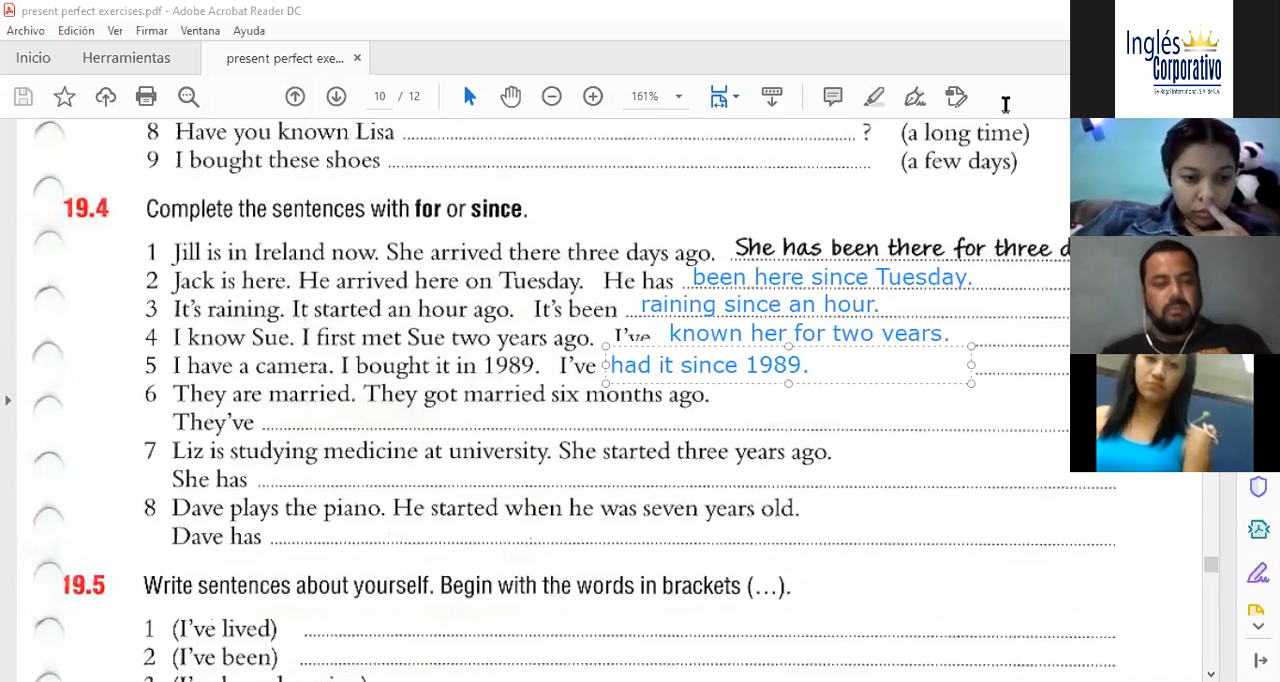 present perfect exercises.pdf - Adobe Acrobat Reader DC
Archivo Edición Ver Firmar Ventana Ayuda
Inicio Herramientas present perfect exe... ×
10 / 12 161%
Inglés
Corporativo
8 Have you known Lisa ? (a long time)
9 I bought these shoes (a few days)
19.4 Complete the sentences with for or since.
1 Jill is in Ireland now. She arrived there three days ago. She has been there for three d
2 Jack is here. He arrived here on Tuesday. He has been here since Tuesday.
3 It's raining. It started an hour ago. It's been raining since an hour.
4 I know Sue. I first met Sue two years ago. I've known her for two years.
5 I have a camera. I bought it in 1989. I've had it since 1989.
6 They are married. They got married six months ago.
They've
7 Liz is studying medicine at university. She started three years ago.
She has
8 Dave plays the piano. He started when he was seven years old.
Dave has
19.5 Write sentences about yourself. Begin with the words in brackets (…).
1 (I've lived)
2 (I've been)